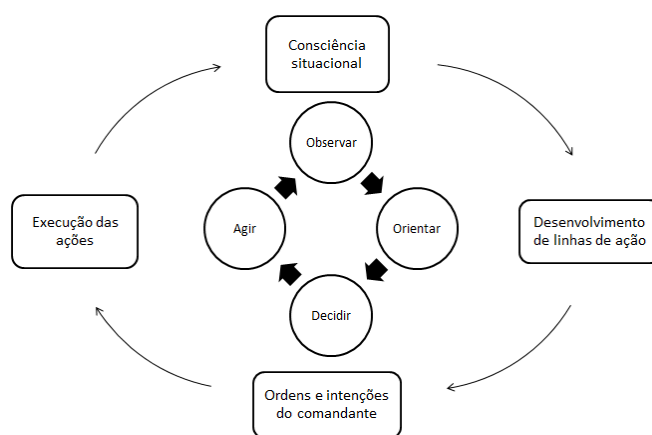 Consciência
situacional
Observar
Execução das
ações
Agir
Orientar
Desenvolvimento
de linhas de ação
Decidir
Ordens e intenções
do comandante